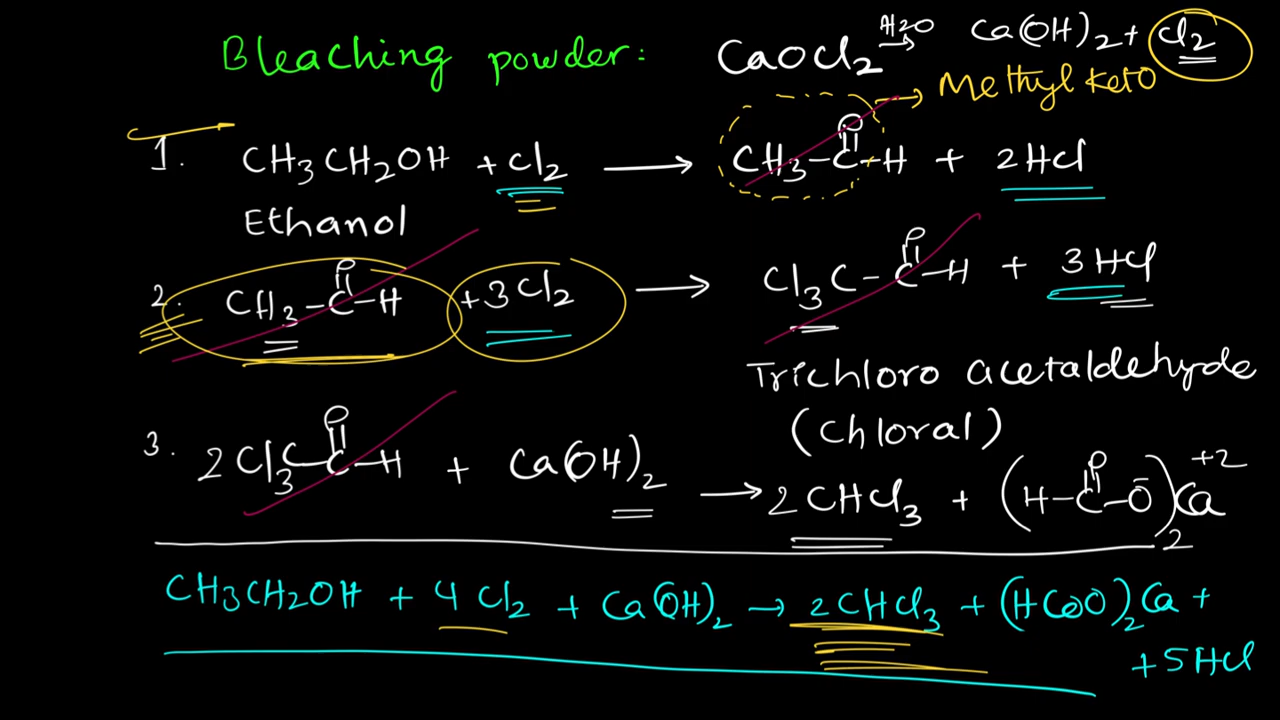 Bleaching powder: CaOCl2 →(H2O) Ca(OH)2 + Cl2
→ Methyl keto
1. CH3CH2OH + Cl2 → CH3-C(=O)-H + 2HCl
Ethanol
2. CH3-C(=O)-H + 3Cl2 → Cl3C-C(=O)-H + 3HCl
Trichloro acetaldehyde
(Chloral)
3. 2Cl3C-C(=O)-H + Ca(OH)2 → 2CHCl3 + (H-C(=O)-O⁻)2 Ca+2
CH3CH2OH + 4Cl2 + Ca(OH)2 → 2CHCl3 + (HCOO)2Ca +
+5HCl